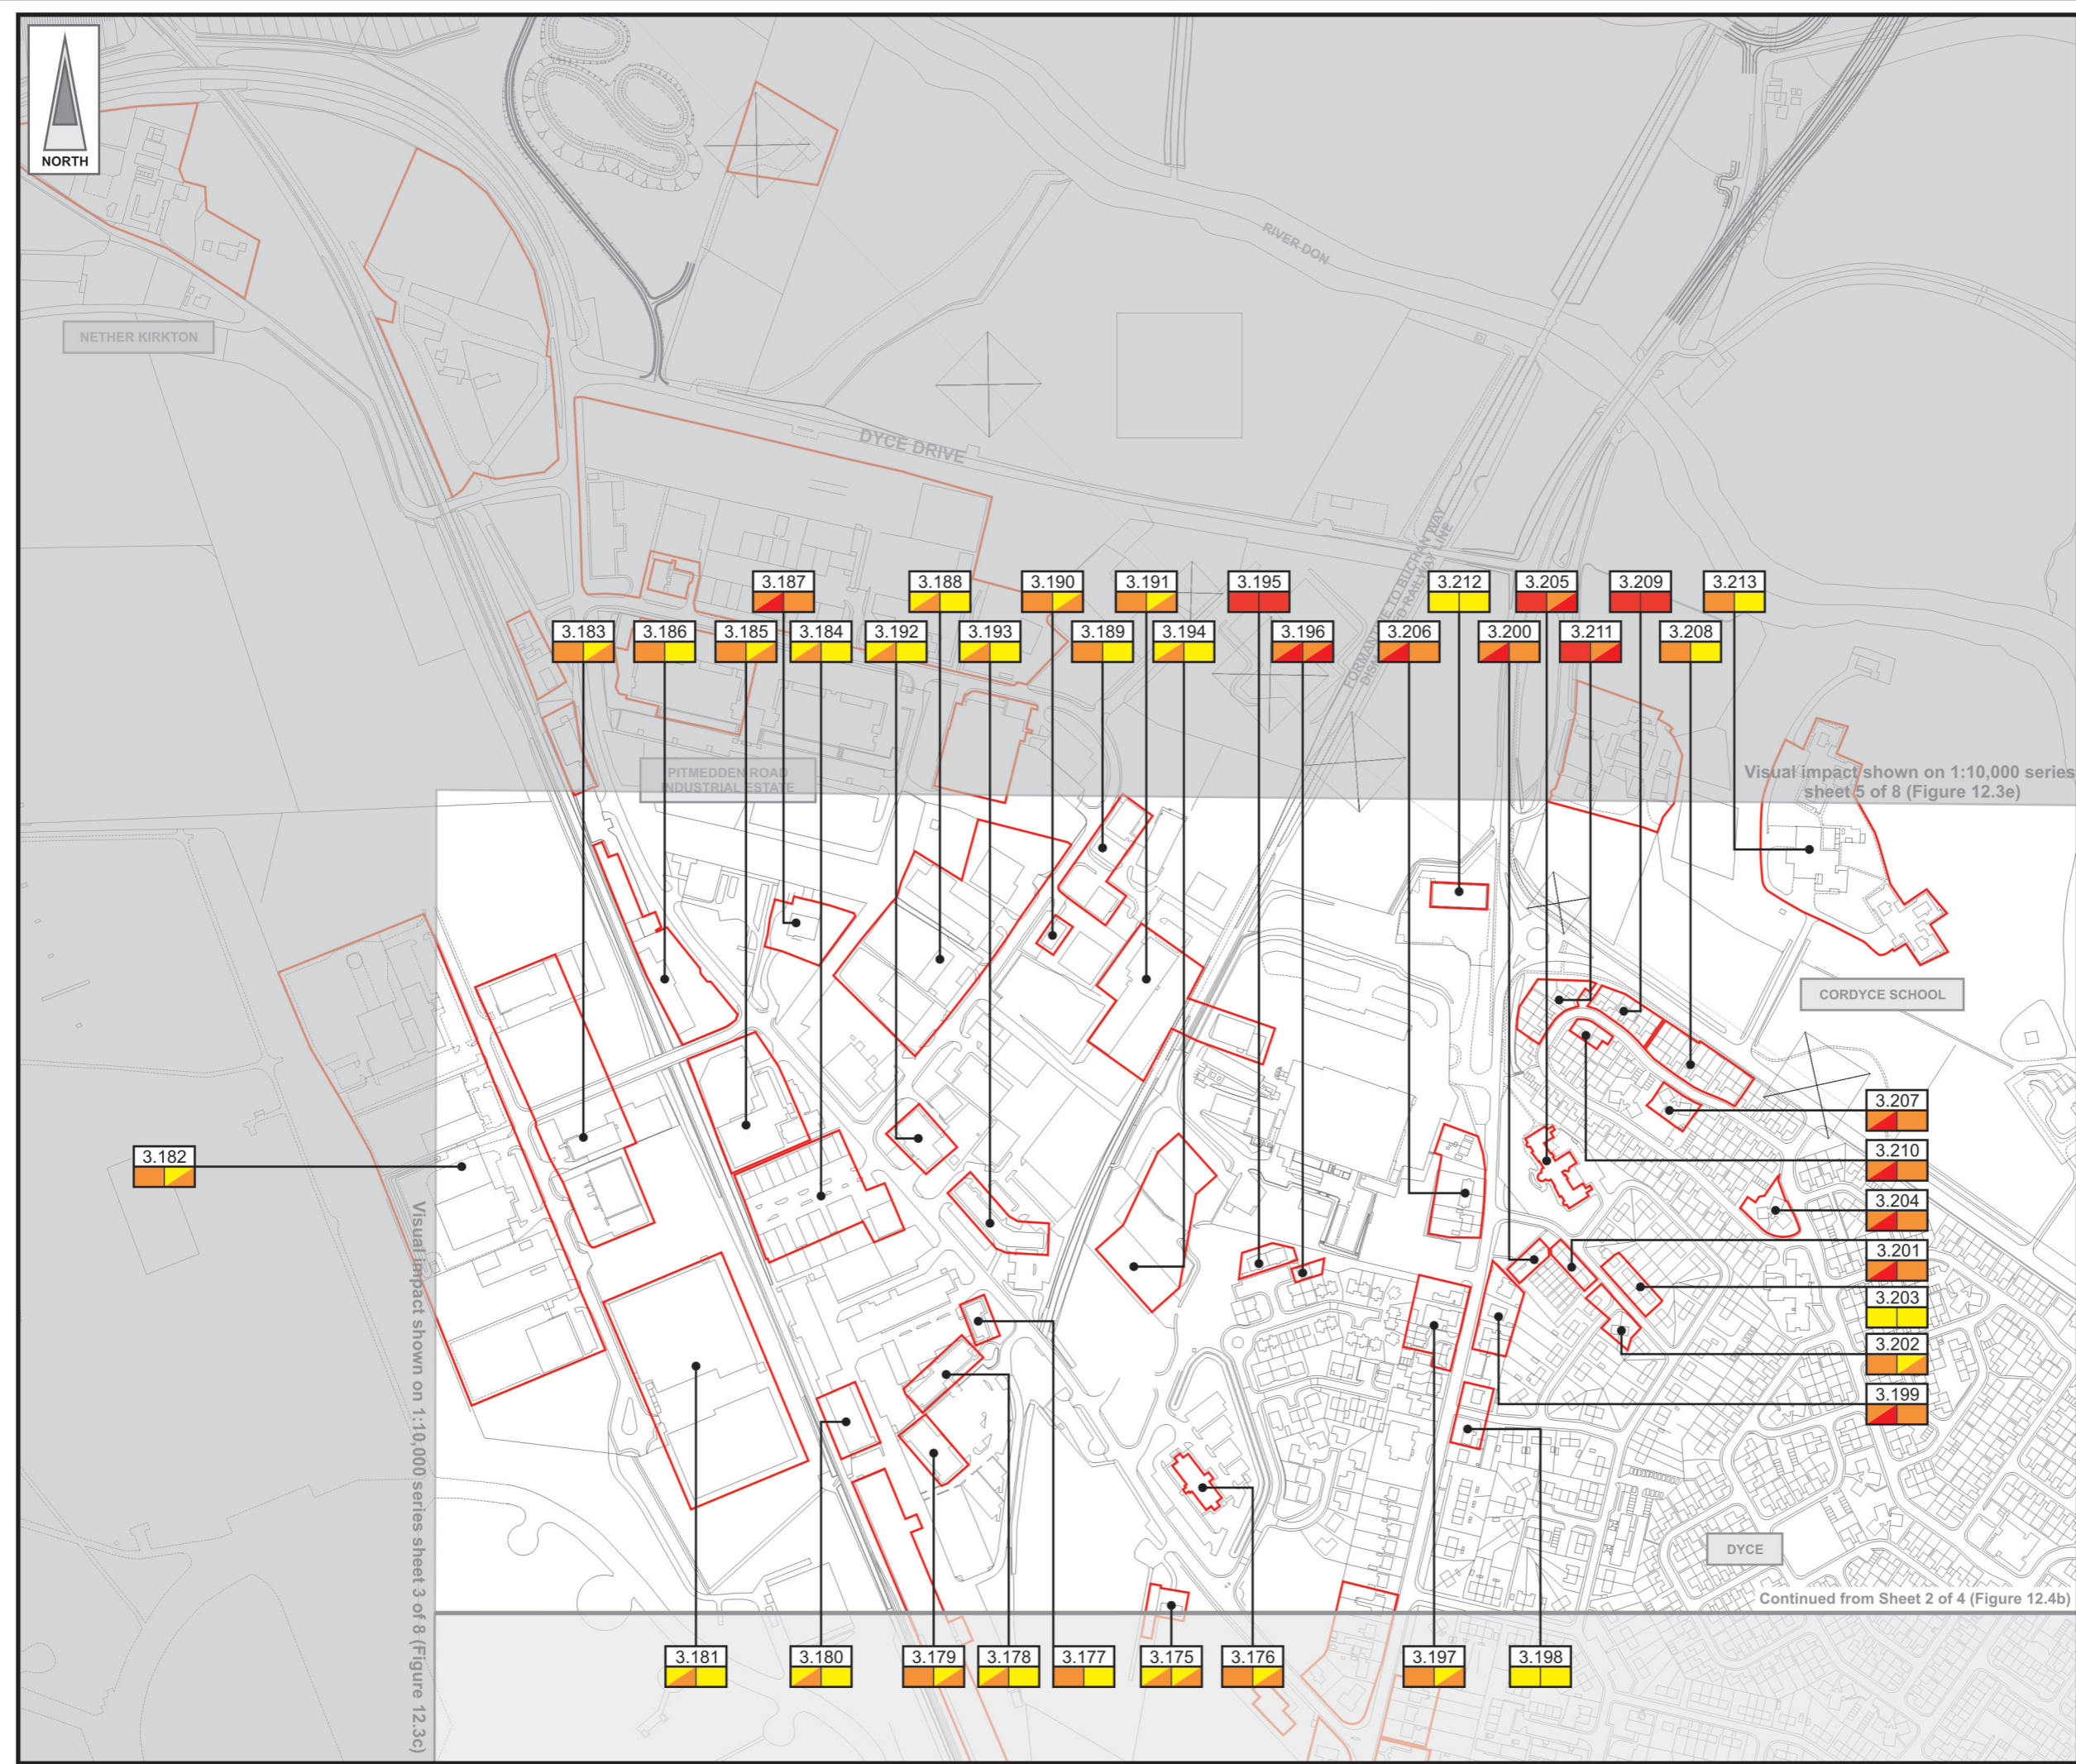 NORTH
RIVER DON
NETHER KIRKTON
DYCE DRIVE
FORMARTINE TO BUCHAN WAY
DISMANTLED RAILWAY LINE
3.187
3.188
3.190
3.191
3.195
3.212
3.205
3.209
3.213
3.183
3.186
3.185
3.184
3.192
3.193
3.189
3.194
3.196
3.206
3.200
3.211
3.208
PITMEDDEN ROAD
INDUSTRIAL ESTATE
Visual impact shown on 1:10,000 series
sheet 5 of 8 (Figure 12.3e)
CORDYCE SCHOOL
3.207
3.210
3.182
3.204
3.201
3.203
3.202
3.199
Visual impact shown on 1:10,000 series sheet 3 of 8 (Figure 12.3c)
DYCE
Continued from Sheet 2 of 4 (Figure 12.4b)
3.181
3.180
3.179
3.178
3.177
3.175
3.176
3.197
3.198